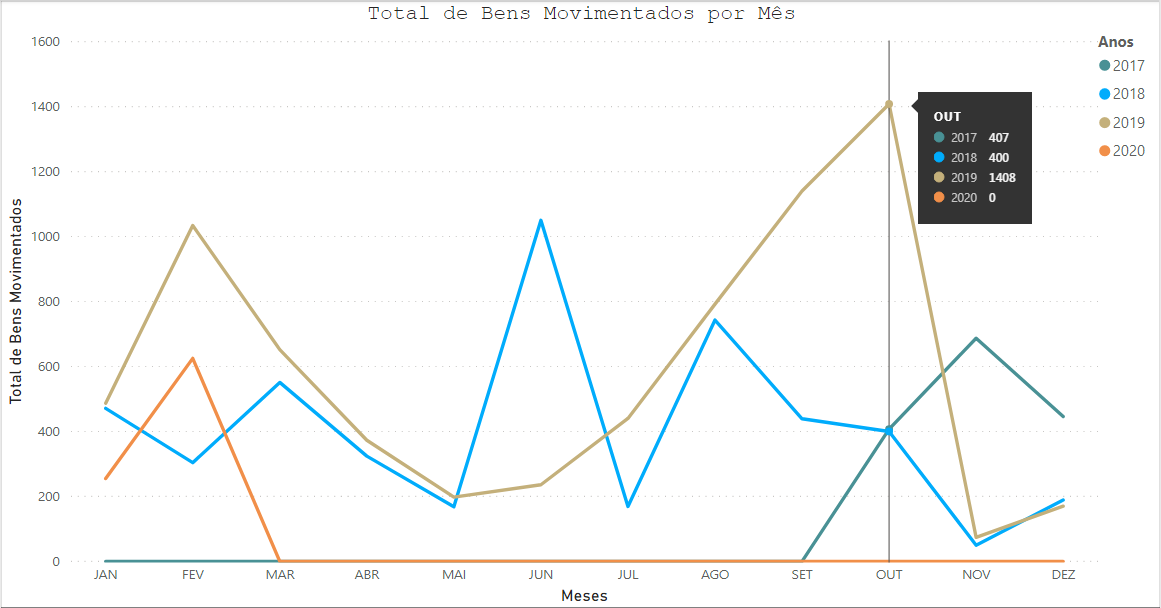 Total de Bens Movimentados por Mês
Anos
2017
2018
2019
2020
1600
1400
1200
1000
800
600
400
200
0
Total de Bens Movimentados
OUT
2017 407
2018 400
2019 1408
2020 0
JAN FEV MAR ABR MAI JUN JUL AGO SET OUT NOV DEZ
Meses